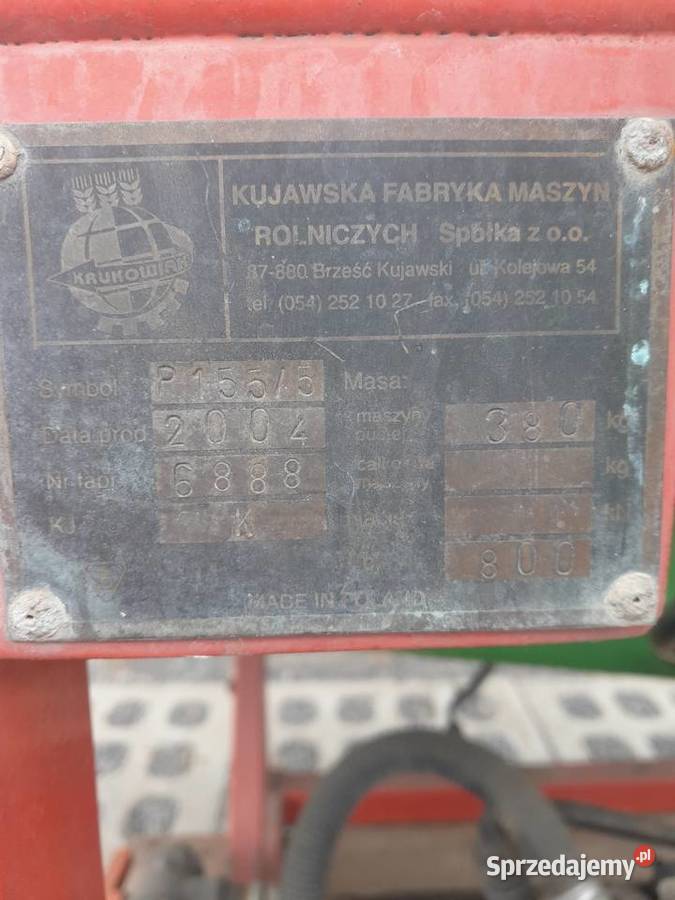 KRUKOWIAK
KUJAWSKA FABRYKA MASZYN
ROLNICZYCH Spółka z o.o.
87-880 Brześć Kujawski ul. Kolejowa 54
tel. (054) 252 10 27 fax. (054) 252 10 54
Symbol P155/5
Data prod 2004
Nr fabr 6888
KJ K
Masa:
maszyny 380 kg
kg
800
MADE IN POLAND
Sprzedajemy.pl